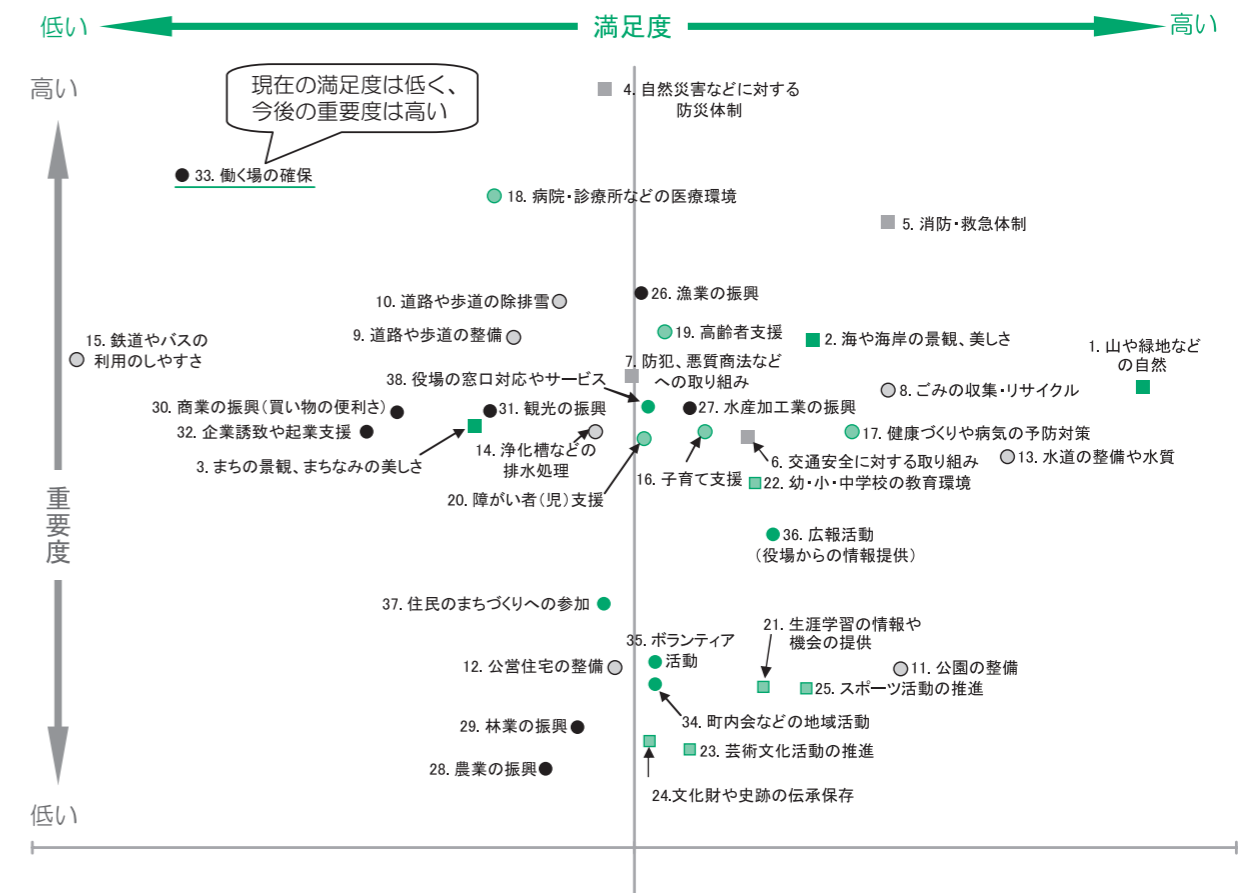 低い
満足度
高い
高い
現在の満足度は低く、
今後の重要度は高い
4. 自然災害などに対する
防災体制
33. 働く場の確保
18. 病院・診療所などの医療環境
5. 消防・救急体制
10. 道路や歩道の除排雪
26. 漁業の振興
9. 道路や歩道の整備
19. 高齢者支援
2. 海や海岸の景観、美しさ
15. 鉄道やバスの
利用のしやすさ
1. 山や緑地など
の自然
7. 防犯、悪質商法など
への取り組み
38. 役場の窓口対応やサービス
8. ごみの収集・リサイクル
30. 商業の振興(買い物の便利さ)
31. 観光の振興
27. 水産加工業の振興
32. 企業誘致や起業支援
17. 健康づくりや病気の予防対策
3. まちの景観、まちなみの美しさ
14. 浄化槽などの
排水処理
6. 交通安全に対する取り組み
13. 水道の整備や水質
16. 子育て支援
22. 幼・小・中学校の教育環境
20. 障がい者(児)支援
重要度
36. 広報活動
(役場からの情報提供)
37. 住民のまちづくりへの参加
21. 生涯学習の情報や
機会の提供
35. ボランティア
活動
12. 公営住宅の整備
11. 公園の整備
25. スポーツ活動の推進
34. 町内会などの地域活動
29. 林業の振興
23. 芸術文化活動の推進
28. 農業の振興
24.文化財や史跡の伝承保存
低い